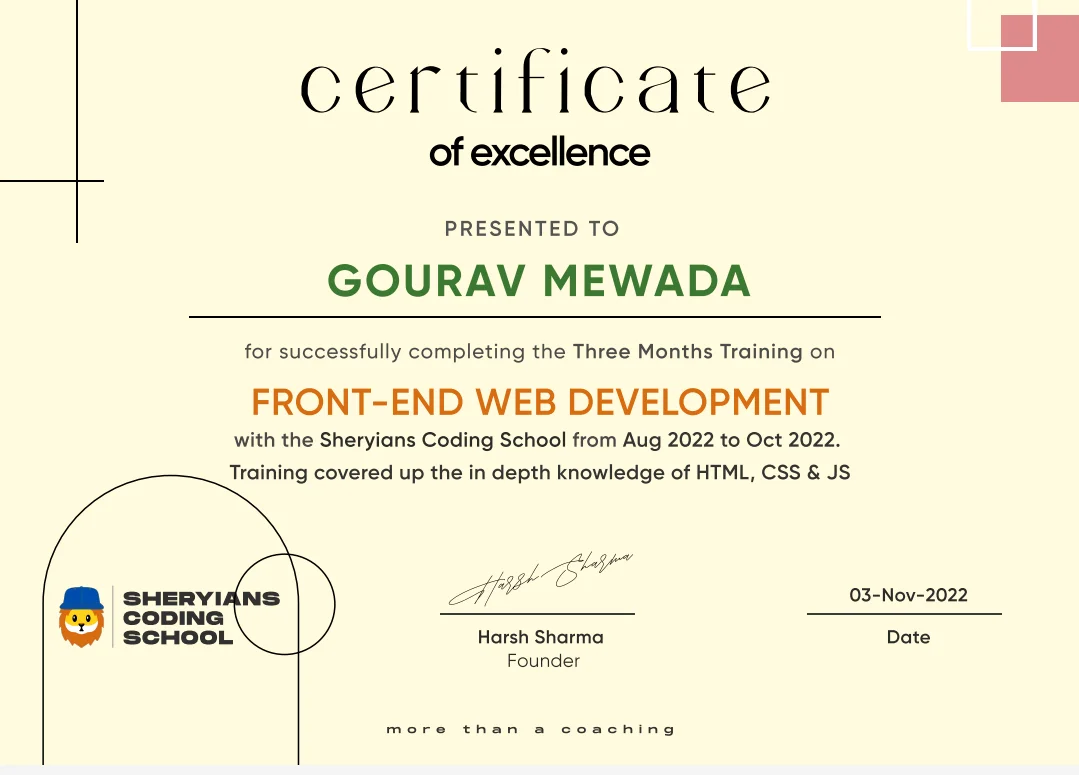 certificate
of excellence
PRESENTED TO
GOURAV MEWADA
for successfully completing the Three Months Training on
FRONT-END WEB DEVELOPMENT
with the Sheryians Coding School from Aug 2022 to Oct 2022.
Training covered up the in depth knowledge of HTML, CSS & JS
SHERYIANS
CODING
SCHOOL
Harsh Sharma
Harsh Sharma
Founder
03-Nov-2022
Date
more than a coaching